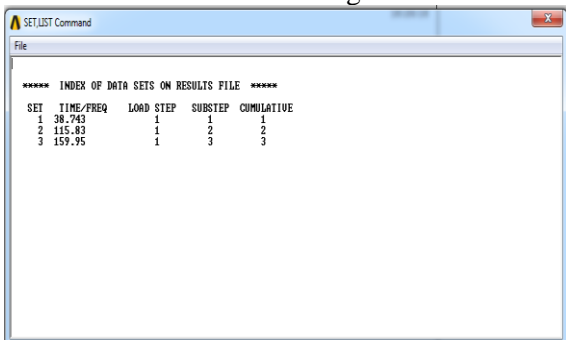 SET,LIST Command
File
***** INDEX OF DATA SETS ON RESULTS FILE *****
SET TIME/FREQ LOAD STEP SUBSTEP CUMULATIVE
1 38.743 1 1 1
2 115.83 1 2 2
3 159.95 1 3 3